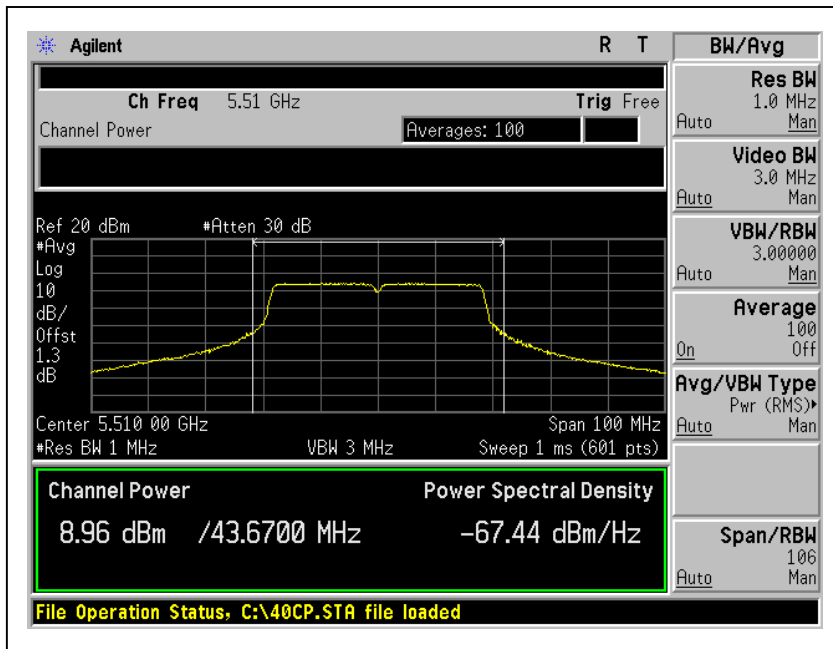 Agilent R T BW/Avg
Ch Freq 5.51 GHz Trig Free
Channel Power Averages: 100
Res BW
1.0 MHz
Auto Man
Video BW
3.0 MHz
Auto Man
VBW/RBW
3.00000
Auto Man
Average
100
On Off
Avg/VBW Type
Pwr (RMS)▸
Auto Man
Span/RBW
106
Auto Man
Ref 20 dBm #Atten 30 dB
#Avg
Log
10
dB/
Offst
1.3
dB
Center 5.510 00 GHz Span 100 MHz
#Res BW 1 MHz VBW 3 MHz Sweep 1 ms (601 pts)
Channel Power Power Spectral Density
8.96 dBm /43.6700 MHz -67.44 dBm/Hz
File Operation Status, C:\40CP.STA file loaded